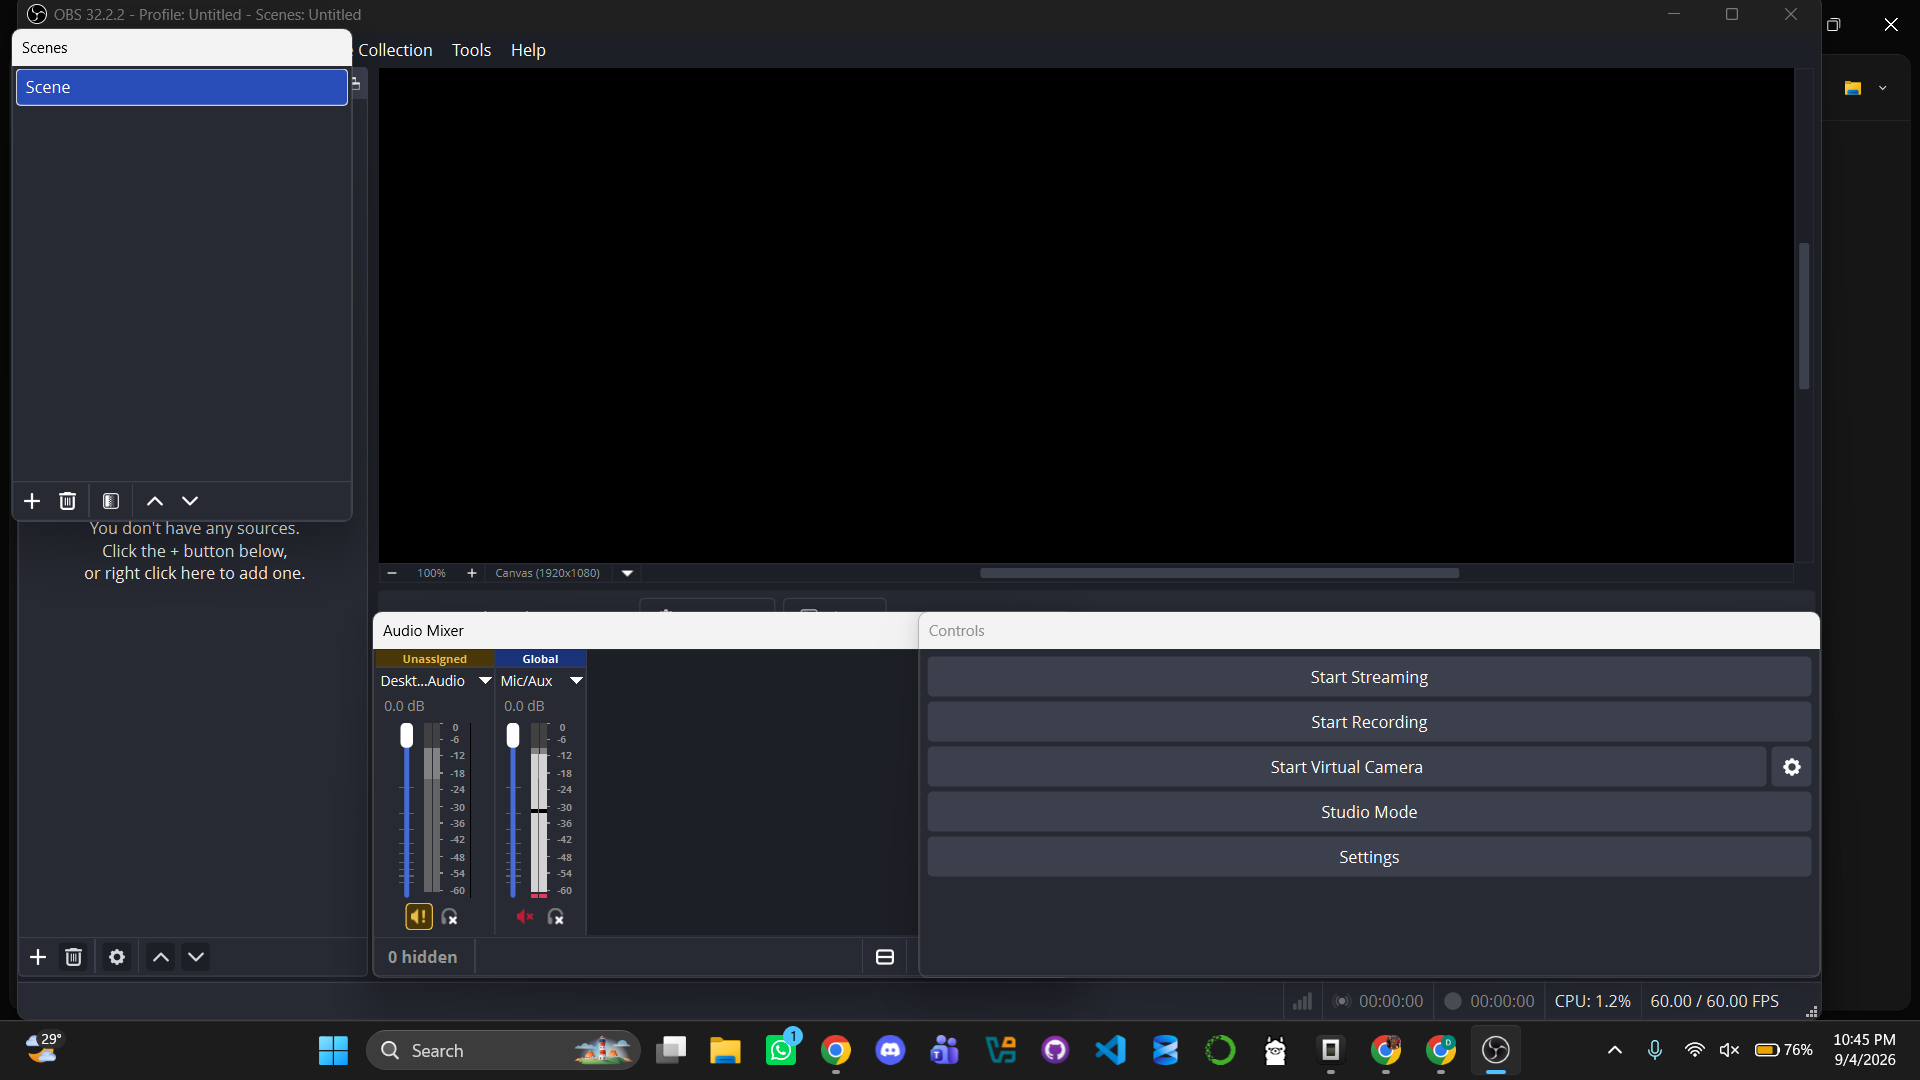 OBS 32.2.2 - Profile: Untitled - Scenes: Untitled
Scenes
Collection Tools Help
Scene
You don't have any sources.
Click the + button below,
or right click here to add one.
100% Canvas (1920x1080)
Audio Mixer
Unassigned Global
Deskt...Audio Mic/Aux
0.0 dB 0.0 dB
0 0
-6 -6
-12 -12
-18 -18
-24 -24
-30 -30
-36 -36
-42 -42
-48 -48
-54 -54
-60 -60
0 hidden
Controls
Start Streaming
Start Recording
Start Virtual Camera
Studio Mode
Settings
00:00:00 00:00:00 CPU: 1.2% 60.00 / 60.00 FPS
29° Search 1 D 76% 10:45 PM
9/4/2026